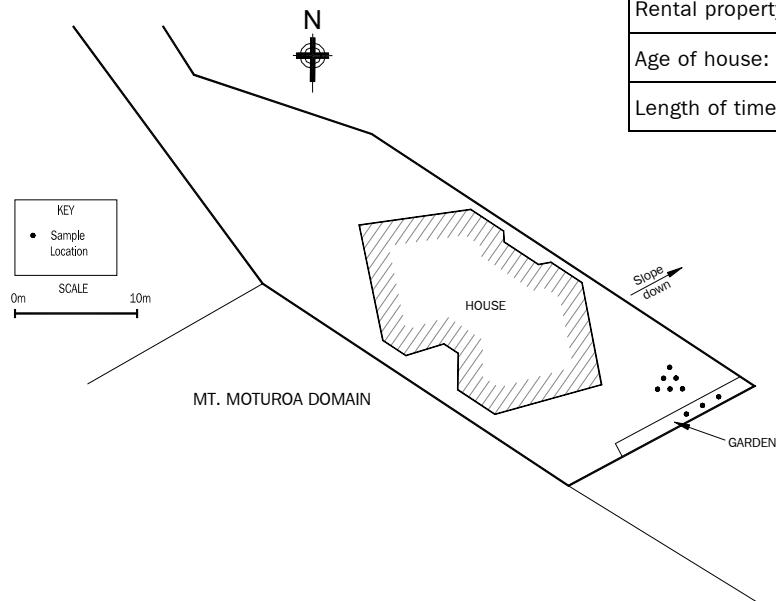 N
Rental property
Age of house:
Length of time
KEY
Sample
Location
SCALE
0m 10m
Slope
down
HOUSE
MT. MOTUROA DOMAIN
GARDEN